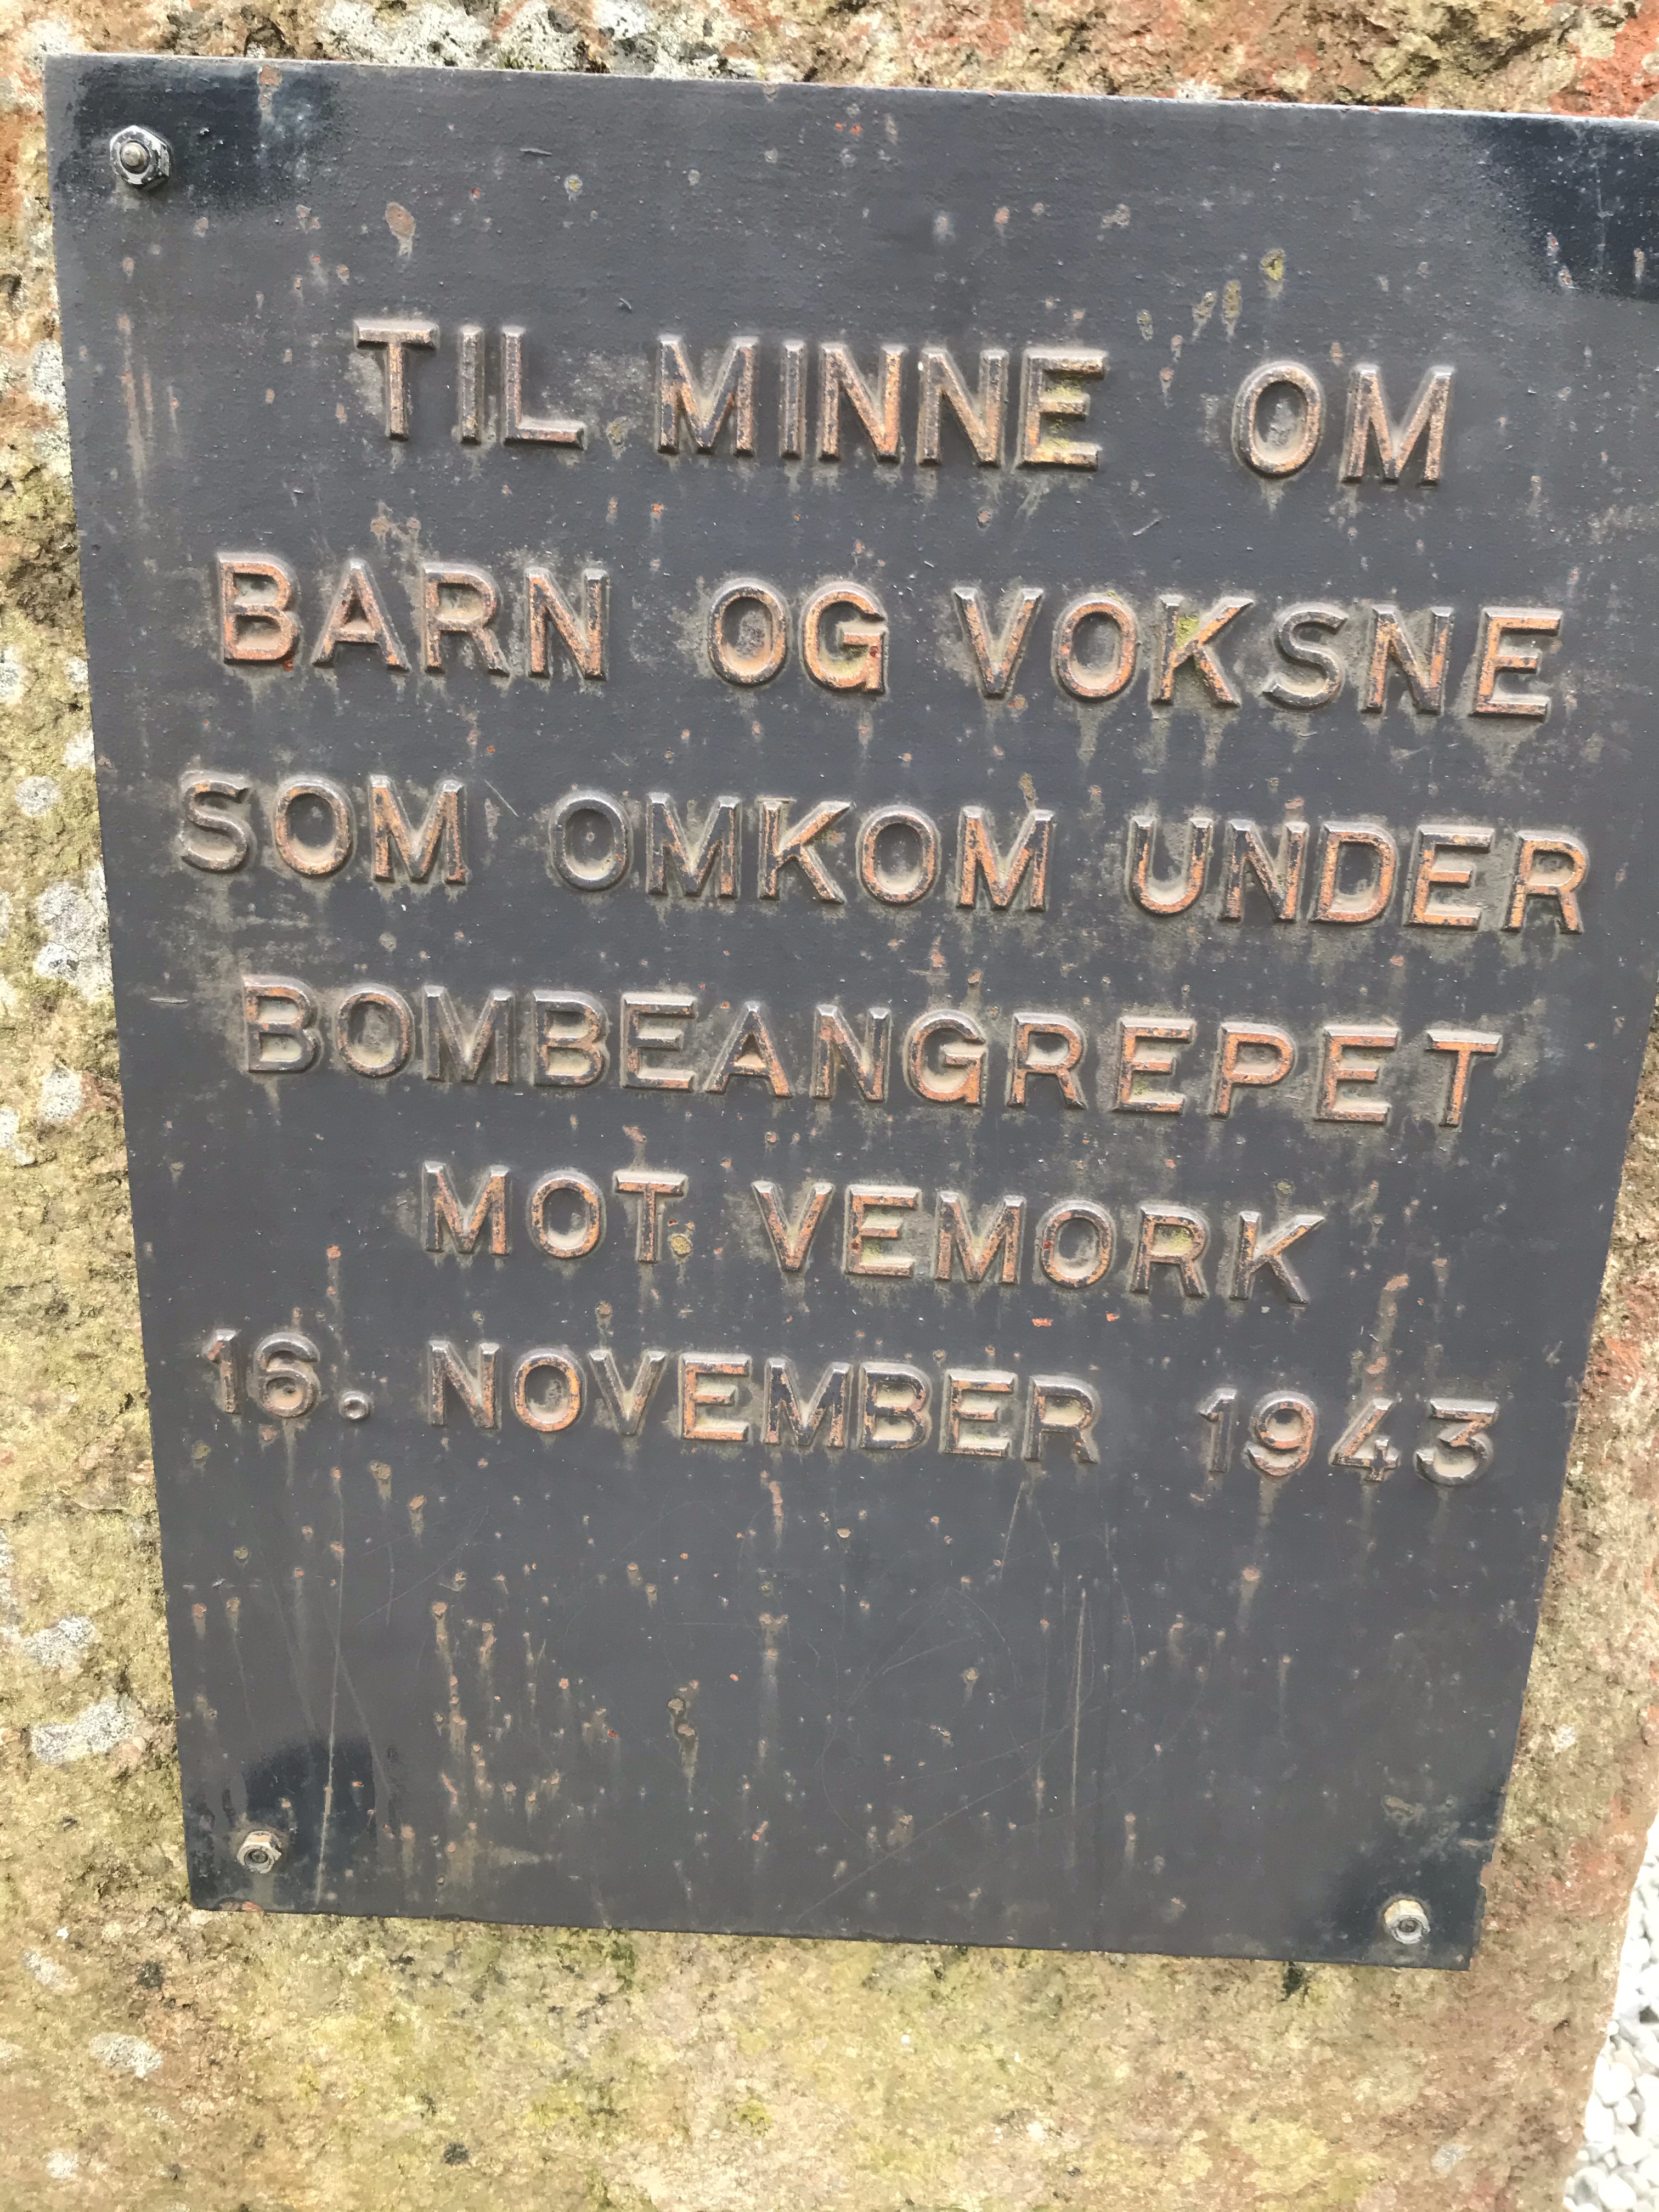 TIL MINNE OM
BARN OG VOKSNE
SOM OMKOM UNDER
BOMBEANGREPET
MOT VEMORK
16. NOVEMBER 1943